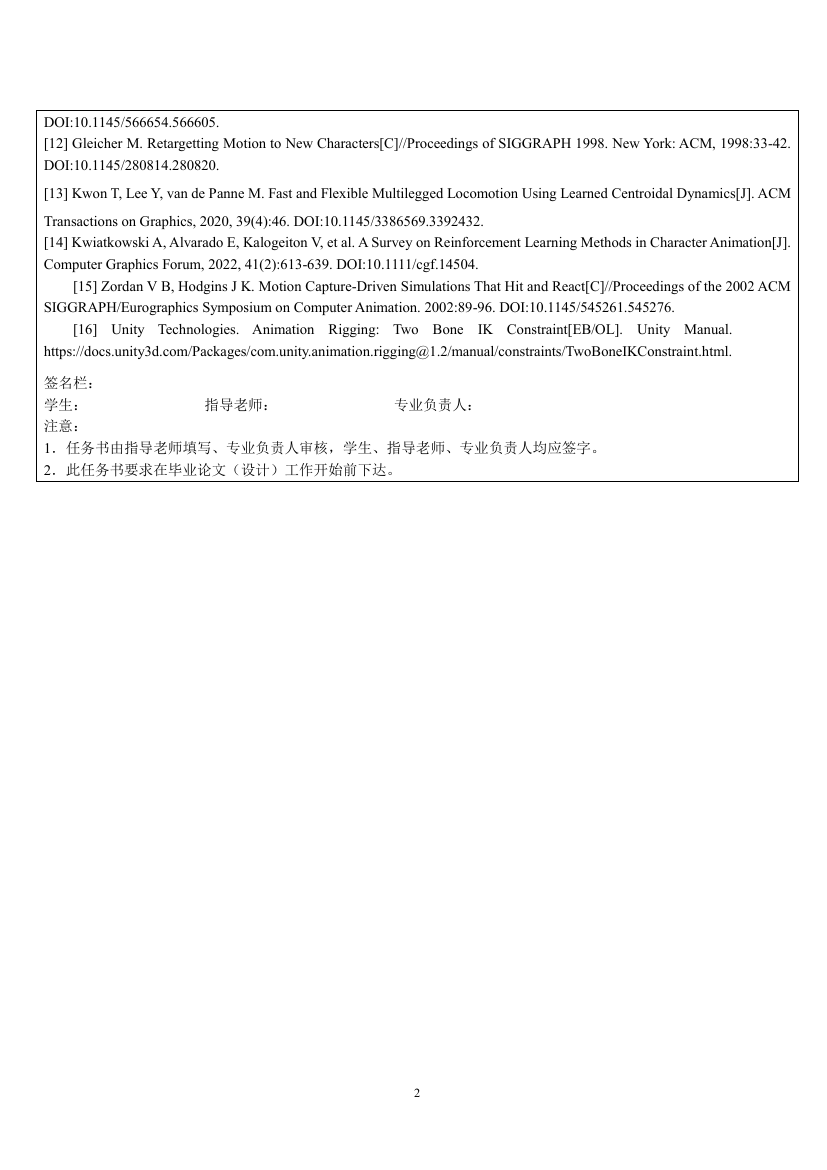 DOI:10.1145/566654.566605.
[12] Gleicher M. Retargetting Motion to New Characters[C]//Proceedings of SIGGRAPH 1998. New York: ACM, 1998:33-42.
DOI:10.1145/280814.280820.
[13] Kwon T, Lee Y, van de Panne M. Fast and Flexible Multilegged Locomotion Using Learned Centroidal Dynamics[J]. ACM
Transactions on Graphics, 2020, 39(4):46. DOI:10.1145/3386569.3392432.
[14] Kwiatkowski A, Alvarado E, Kalogeiton V, et al. A Survey on Reinforcement Learning Methods in Character Animation[J].
Computer Graphics Forum, 2022, 41(2):613-639. DOI:10.1111/cgf.14504.
[15] Zordan V B, Hodgins J K. Motion Capture-Driven Simulations That Hit and React[C]//Proceedings of the 2002 ACM
SIGGRAPH/Eurographics Symposium on Computer Animation. 2002:89-96. DOI:10.1145/545261.545276.
[16] Unity Technologies. Animation Rigging: Two Bone IK Constraint[EB/OL]. Unity Manual.
https://docs.unity3d.com/Packages/com.unity.animation.rigging@1.2/manual/constraints/TwoBoneIKConstraint.html.
签名栏：
学生： 指导老师： 专业负责人：
注意：
1．任务书由指导老师填写、专业负责人审核，学生、指导老师、专业负责人均应签字。
2．此任务书要求在毕业论文（设计）工作开始前下达。
2